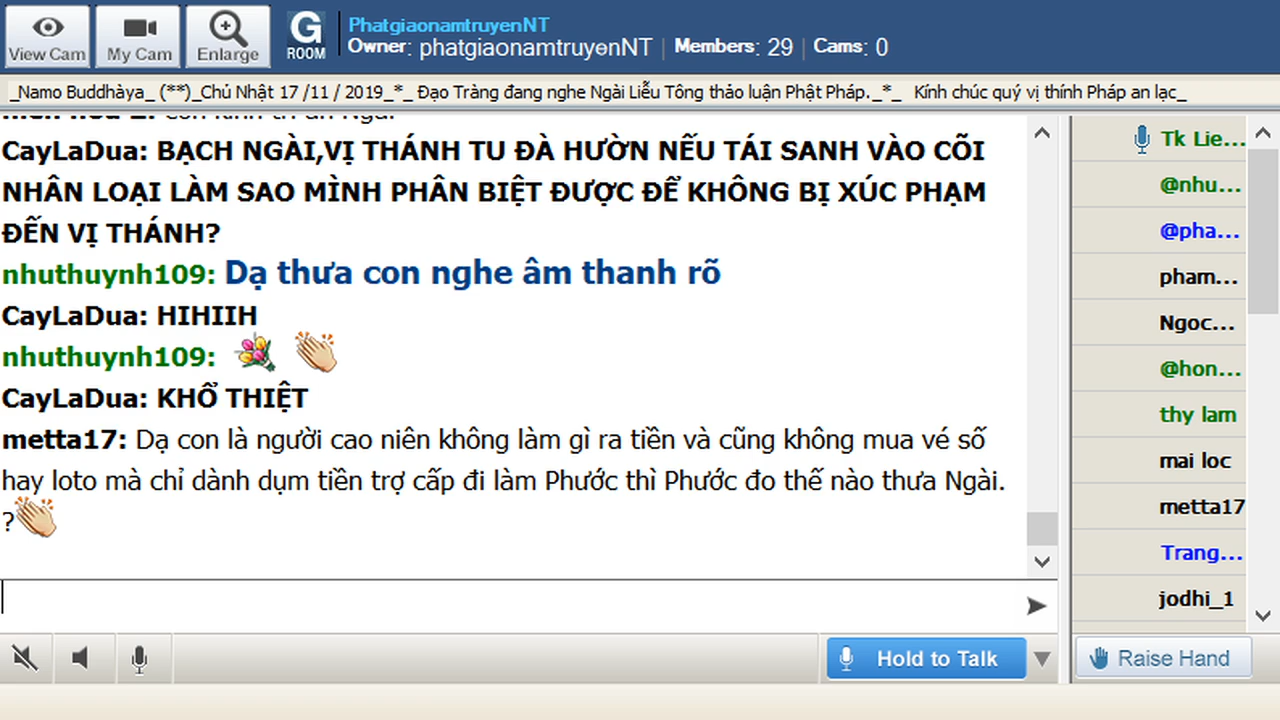 View Cam
My Cam
Enlarge
G
ROOM
PhatgiaonamtruyenNT
Owner: phatgiaonamtruyenNT | Members: 29 | Cams: 0
_Namo Buddhàya_ (**)_Chủ Nhật 17 /11 / 2019_*_ Đạo Tràng đang nghe Ngài Liễu Tông thảo luận Phật Pháp._*_ Kính chúc quý vị thính Pháp an lạc_
CayLaDua: BẠCH NGÀI,VỊ THÁNH TU ĐÀ HƯỜN NẾU TÁI SANH VÀO CÕI
NHÂN LOẠI LÀM SAO MÌNH PHÂN BIỆT ĐƯỢC ĐỂ KHÔNG BỊ XÚC PHẠM
ĐẾN VỊ THÁNH?
nhuthuynh109: Dạ thưa con nghe âm thanh rõ
CayLaDua: HIHIIH
nhuthuynh109:
CayLaDua: KHỔ THIỆT
metta17: Dạ con là người cao niên không làm gì ra tiền và cũng không mua vé số
hay loto mà chỉ dành dụm tiền trợ cấp đi làm Phước thì Phước đo thế nào thưa Ngài.
?
Tk Lie...
@nhu...
@pha...
pham...
Ngoc...
@hon...
thy lam
mai loc
metta17
Trang...
jodhi_1
Hold to Talk
Raise Hand